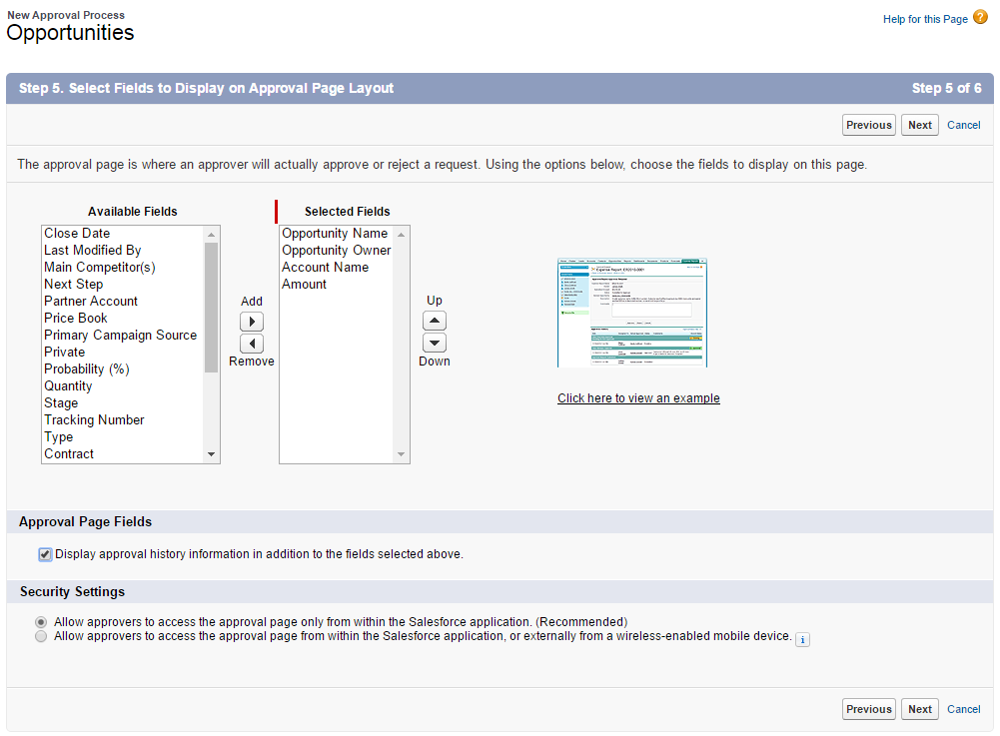 New Approval Process
Opportunities
Help for this Page ?
Step 5. Select Fields to Display on Approval Page Layout
Step 5 of 6
Previous Next Cancel
The approval page is where an approver will actually approve or reject a request. Using the options below, choose the fields to display on this page.
Available Fields
Close Date
Last Modified By
Main Competitor(s)
Next Step
Partner Account
Price Book
Primary Campaign Source
Private
Probability (%)
Quantity
Stage
Tracking Number
Type
Contract
Add
Remove
Selected Fields
Opportunity Name
Opportunity Owner
Account Name
Amount
Up
Down
Click here to view an example
Approval Page Fields
Display approval history information in addition to the fields selected above.
Security Settings
Allow approvers to access the approval page only from within the Salesforce application. (Recommended)
Allow approvers to access the approval page from within the Salesforce application, or externally from a wireless-enabled mobile device. i
Previous Next Cancel